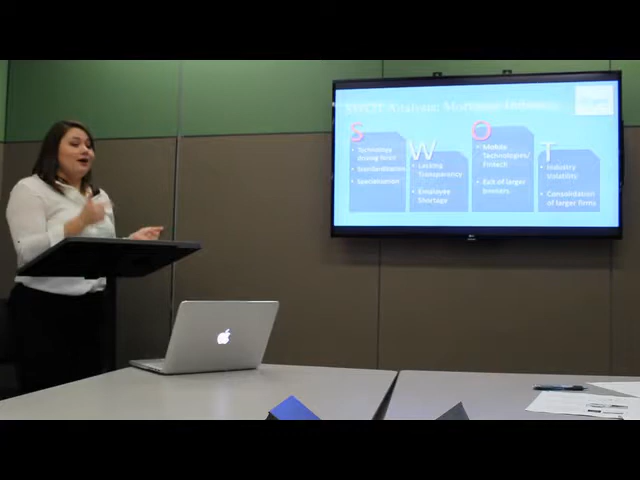 SWOT Analysis: Mortgage Industry
S
• Technology
driving force
• Standardization
• Specialization
W
• Lacking
Transparency
• Employee
Shortage
O
• Mobile
Technologies/
Fintech
• Exit of larger
lenders
T
• Industry
Volatility
• Consolidation
of larger firms